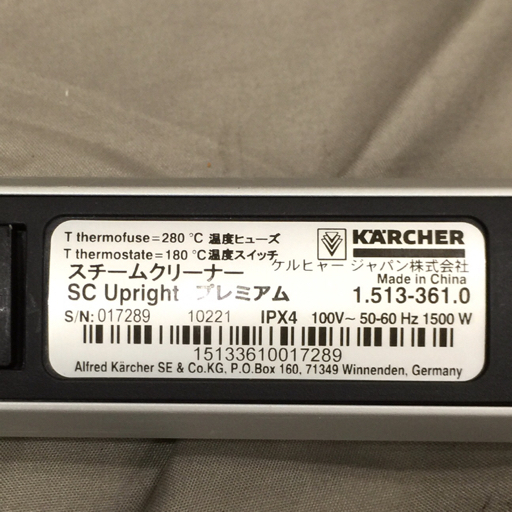 T thermofuse=280 °C 温度ヒューズ
T thermostate=180 °C 温度スイッチ
KÄRCHER
スチームクリーナー
ケルヒャー ジャパン株式会社
Made in China
SC Upright プレミアム
1.513-361.0
S/N: 017289 10221 IPX4 100V~ 50-60 Hz 1500 W
15133610017289
Alfred Kärcher SE & Co.KG, P.O.Box 160, 71349 Winnenden, Germany